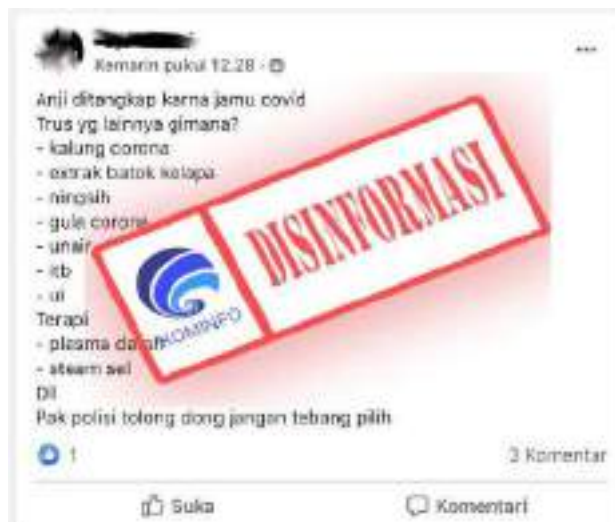 Kemarin pukul 12.28
Anji ditangkap karna jamu covid
Trus yg lainnya gimana?
- kalung corona
- extrak batok kelapa
- ningsih
- gula corona
- unair
- itb
- ui
Terapi
- plasma darah
- steam sel
Dll
Pak polisi tolong dong jangan tebang pilih
KOMINFO
DISINFORMASI
1
3 Komentar
Suka
Komentari